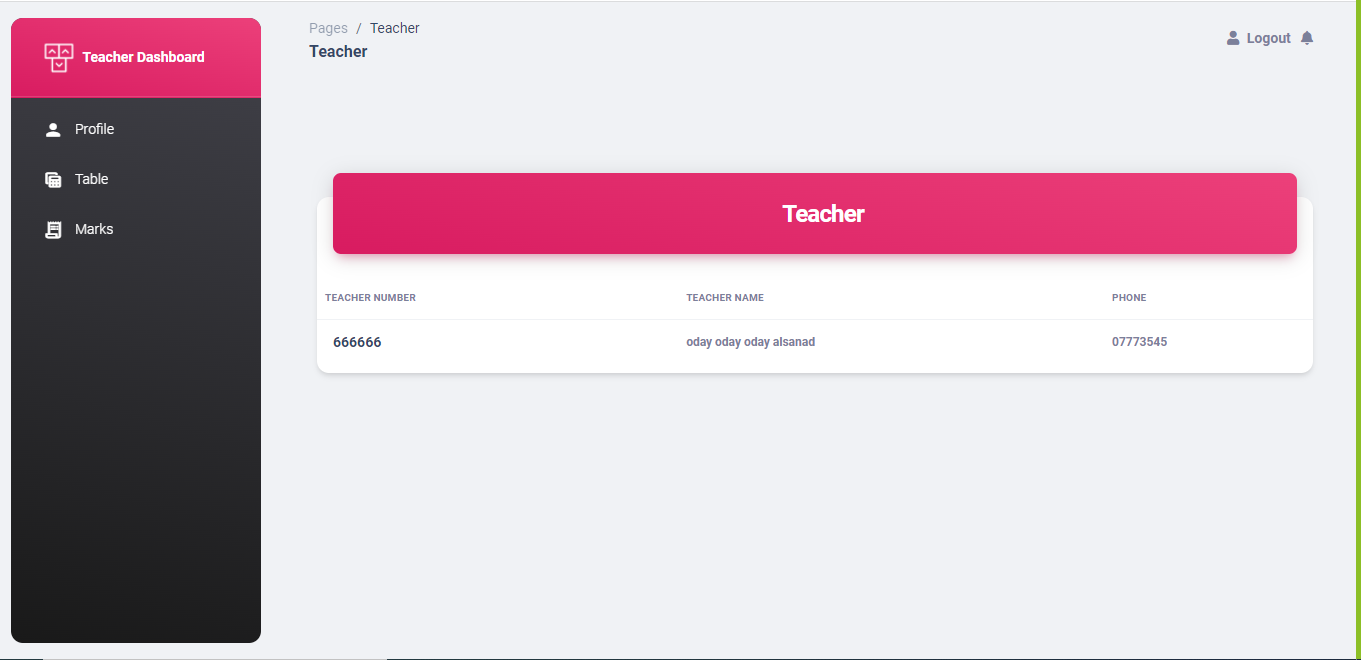 Teacher Dashboard
Profile
Table
Marks
Pages / Teacher
Teacher
Logout
Teacher
TEACHER NUMBER TEACHER NAME PHONE
666666 oday oday oday alsanad 07773545